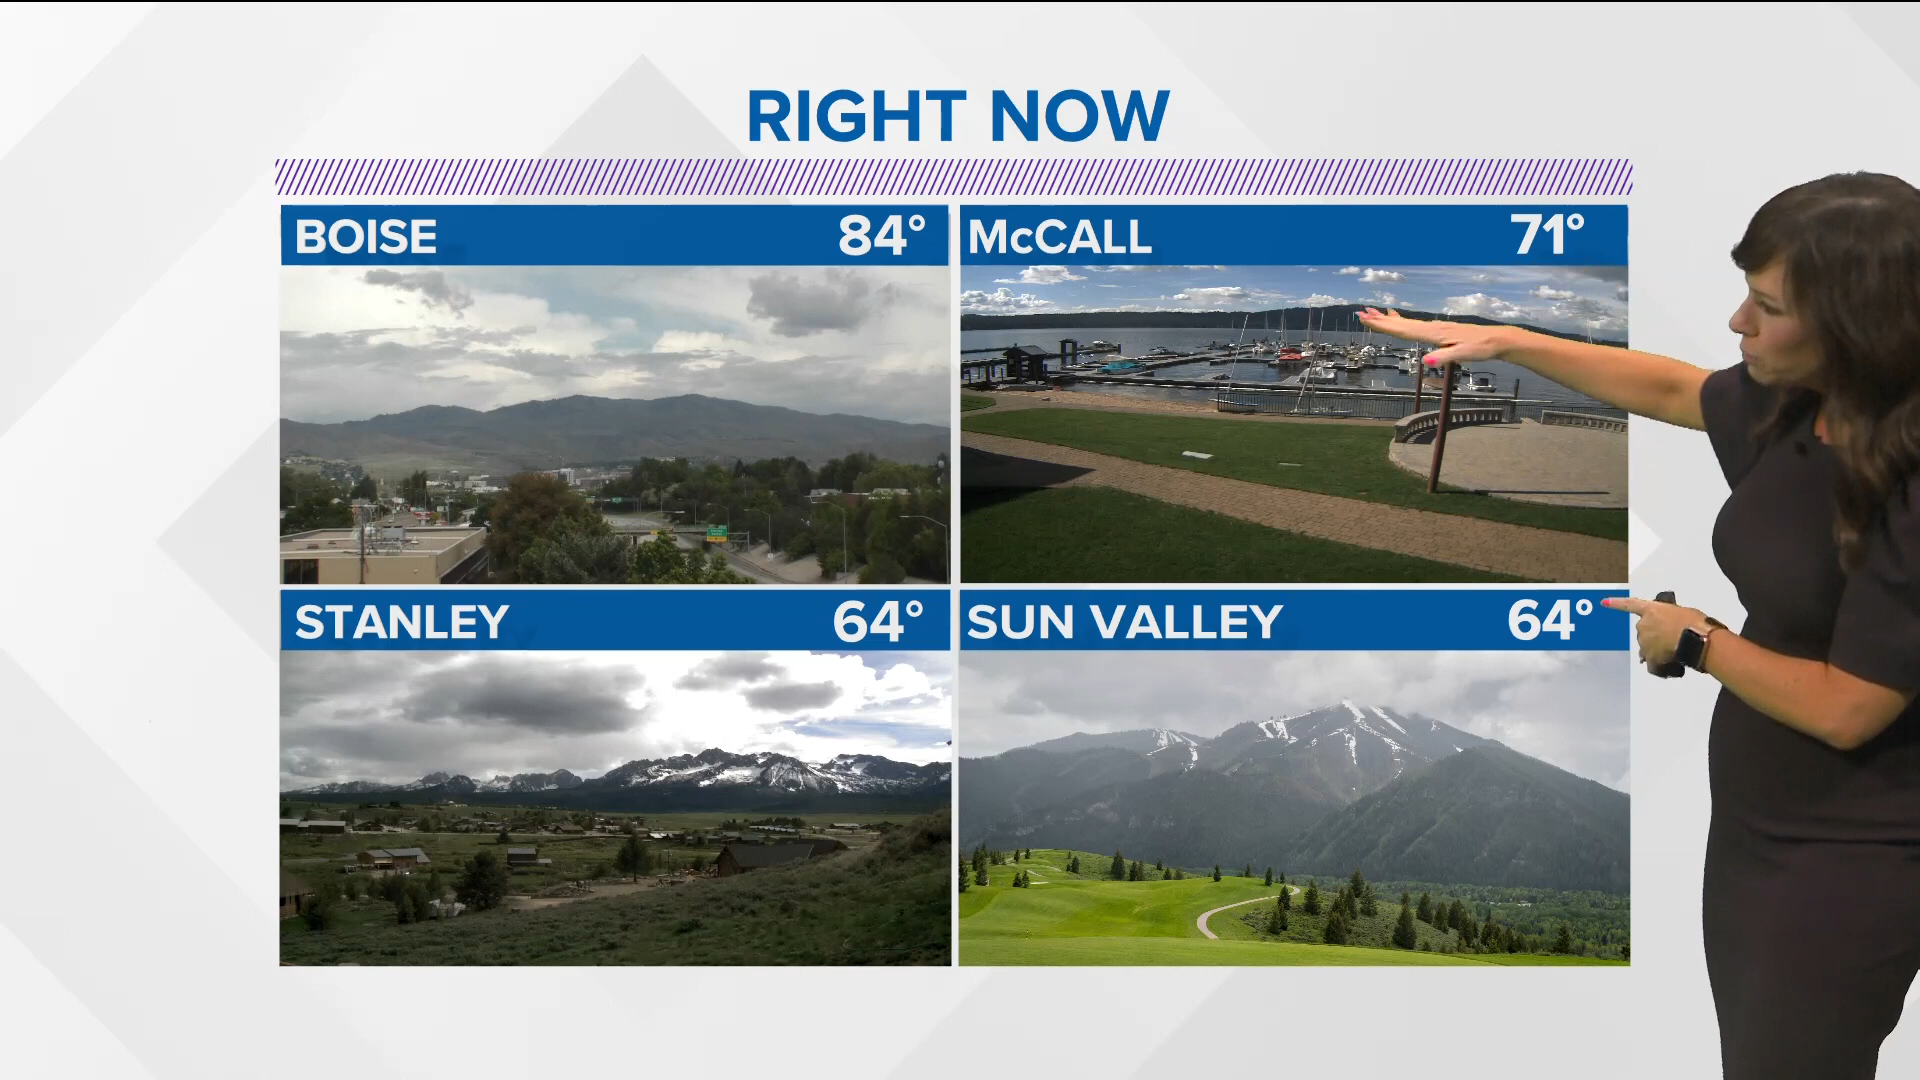 RIGHT NOW
BOISE 84°
McCALL 71°
STANLEY 64°
SUN VALLEY 64°